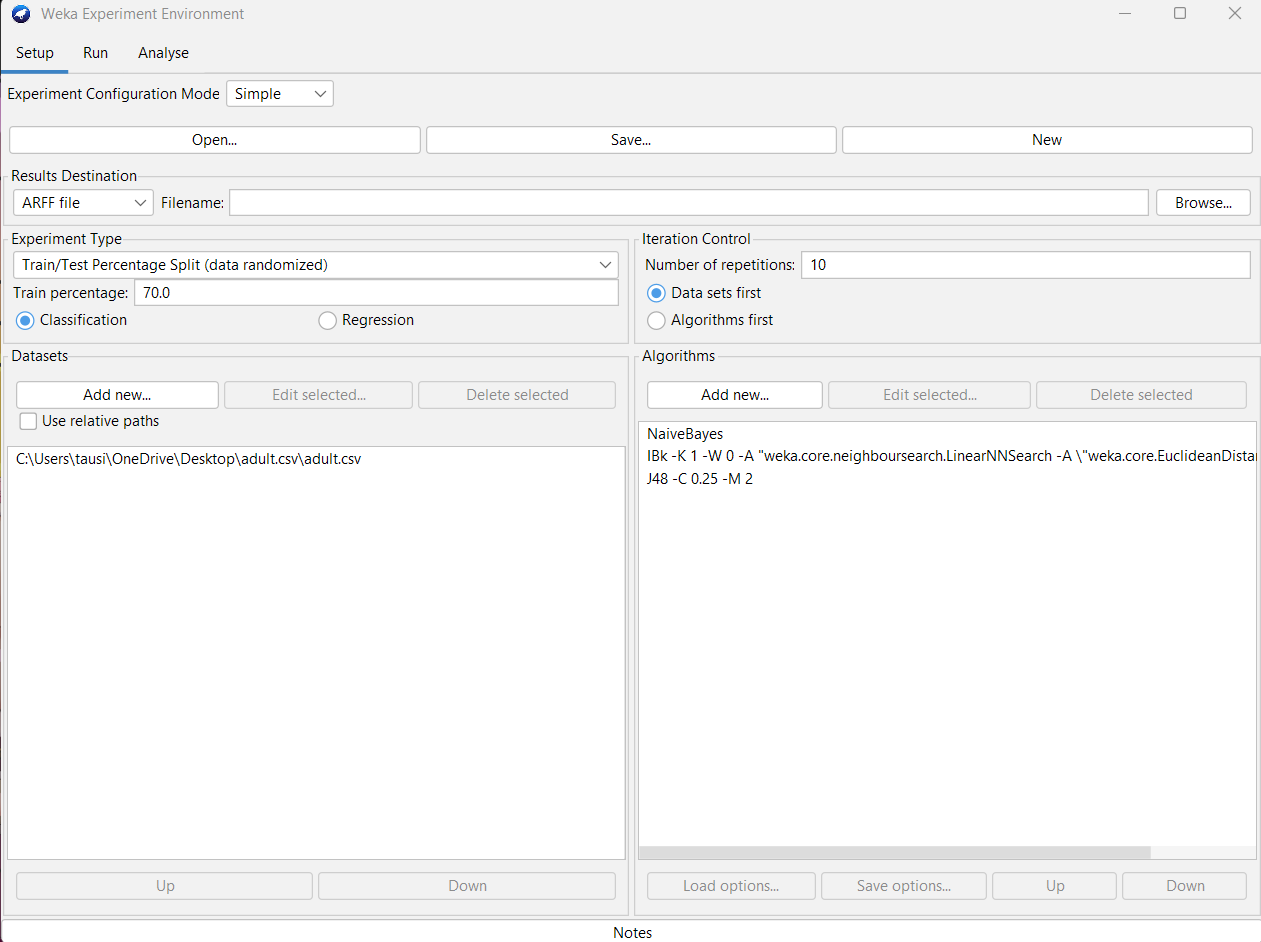 Weka Experiment Environment
Setup Run Analyse
Experiment Configuration Mode Simple
Open... Save... New
Results Destination
ARFF file Filename: Browse...
Experiment Type
Train/Test Percentage Split (data randomized)
Train percentage: 70.0
Classification Regression
Iteration Control
Number of repetitions: 10
Data sets first
Algorithms first
Datasets
Add new... Edit selected... Delete selected
Use relative paths
C:\Users\tausi\OneDrive\Desktop\adult.csv\adult.csv
Up Down
Algorithms
Add new... Edit selected... Delete selected
NaiveBayes
IBk -K 1 -W 0 -A "weka.core.neighboursearch.LinearNNSearch -A \"weka.core.EuclideanDista
J48 -C 0.25 -M 2
Load options... Save options... Up Down
Notes